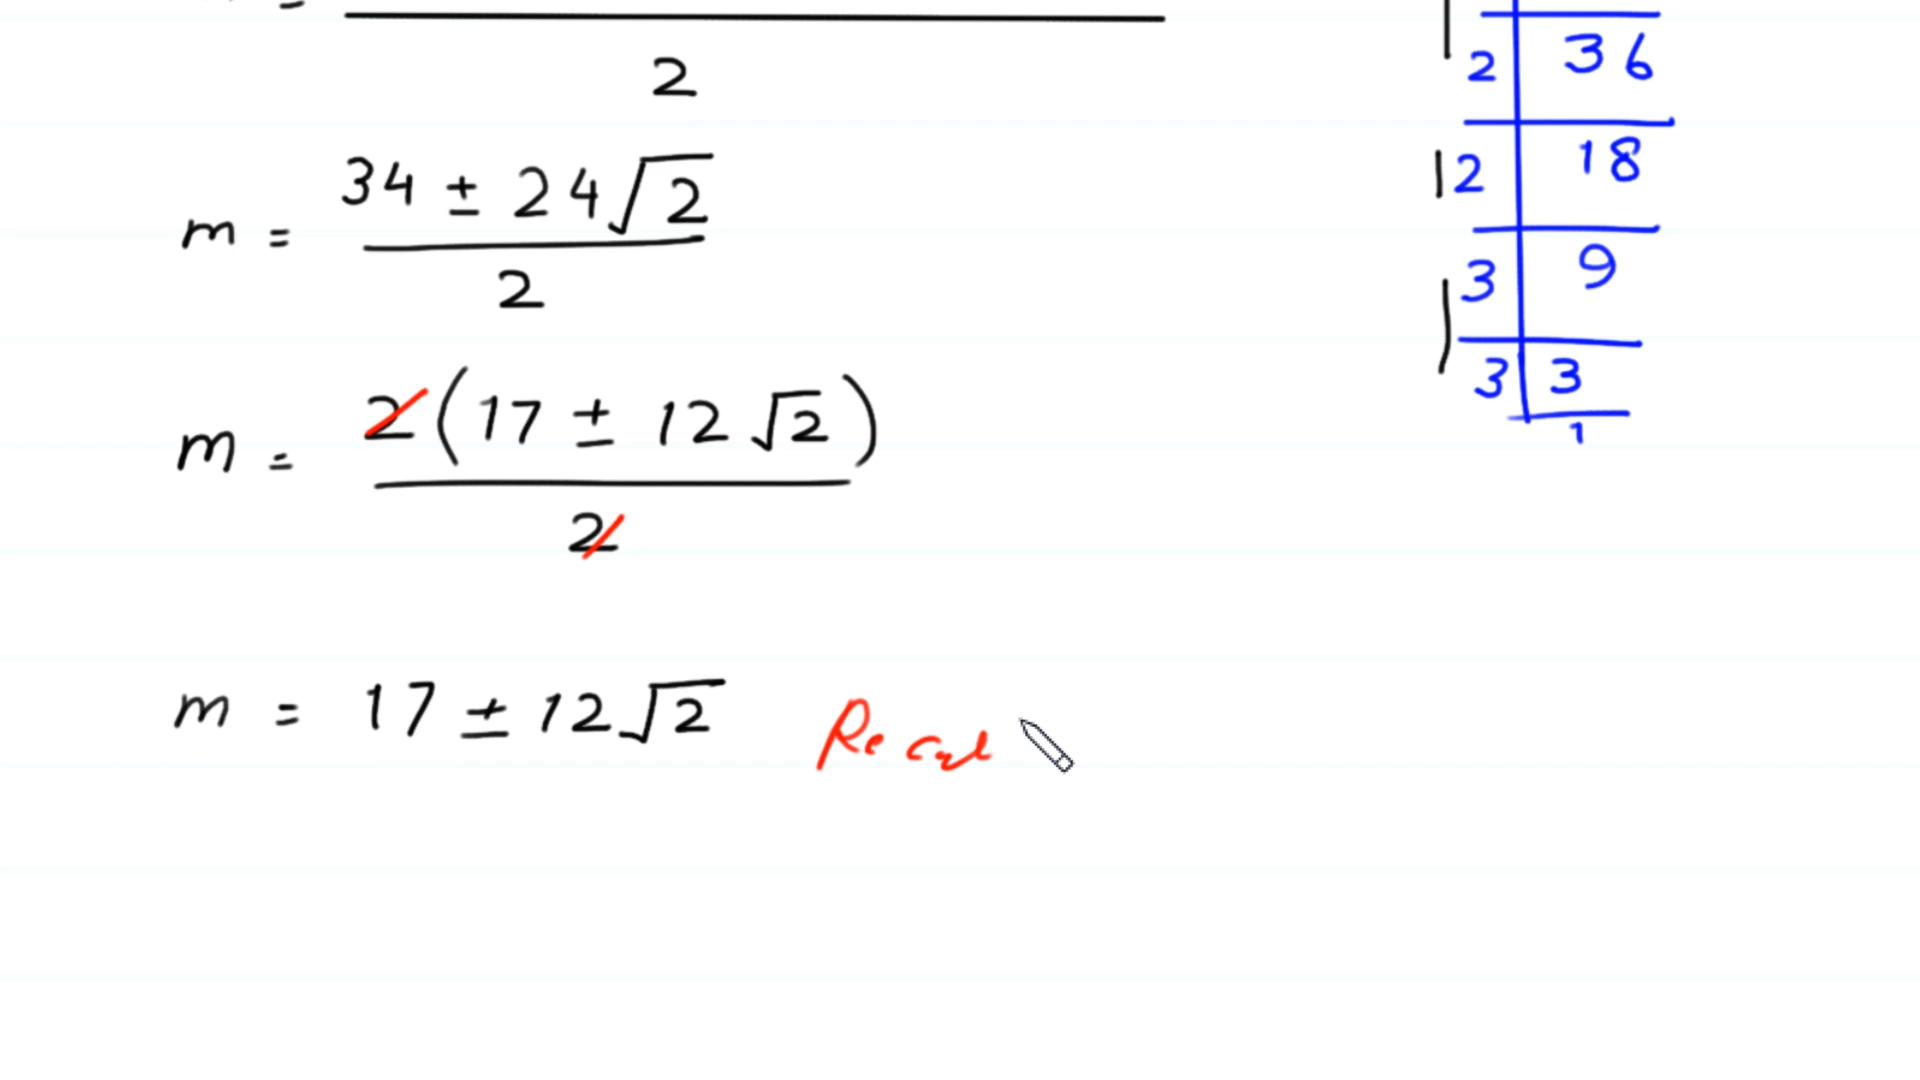 2
m = 34 ± 24√2
2
m = 2(17 ± 12√2)
2
m = 17 ± 12√2
2 | 36
2 | 18
3 | 9
3 | 3
1